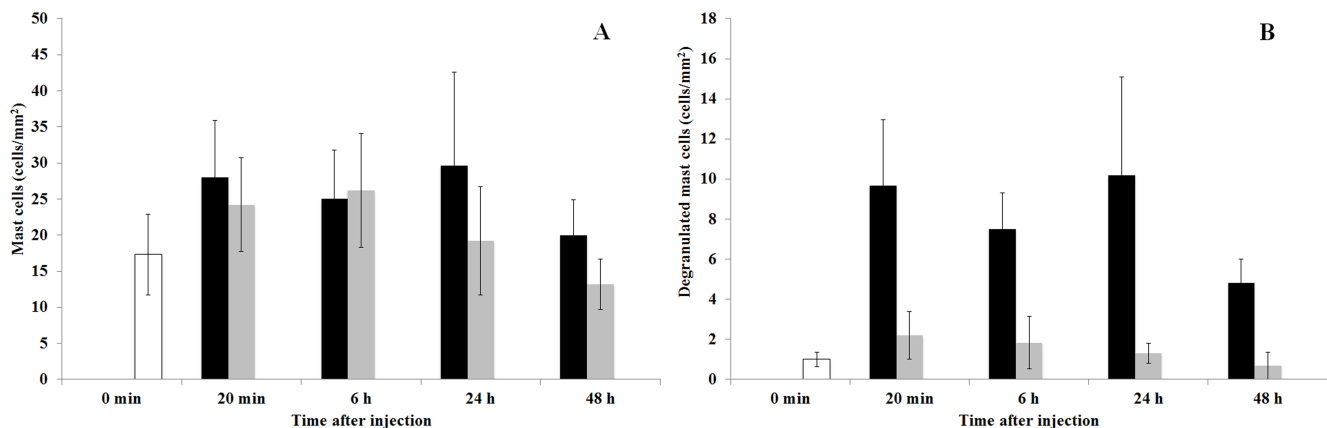 A
Mast cells (cells/mm²)
50
45
40
35
30
25
20
15
10
5
0
0 min 20 min 6 h 24 h 48 h
Time after injection
B
Degranulated mast cells (cells/mm²)
18
16
14
12
10
8
6
4
2
0
0 min 20 min 6 h 24 h 48 h
Time after injection